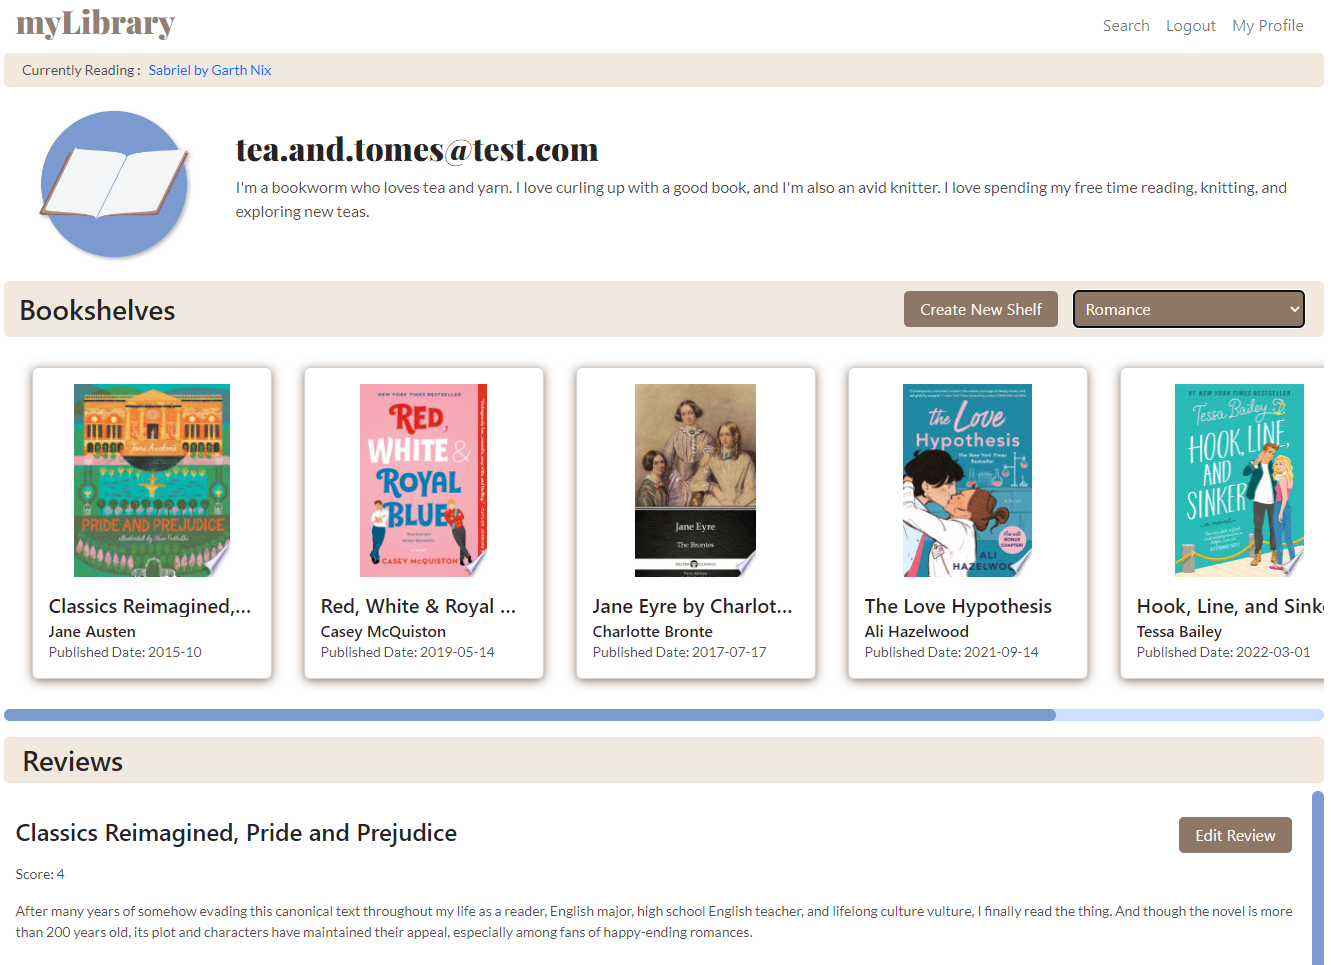 myLibrary
Search Logout My Profile
Currently Reading : Sabriel by Garth Nix
tea.and.tomes@test.com
I'm a bookworm who loves tea and yarn. I love curling up with a good book, and I'm also an avid knitter. I love spending my free time reading, knitting, and
exploring new teas.
Bookshelves
Create New Shelf
Romance
Jane Austen's
PRIDE AND PREJUDICE
illustrated by
Classics Reimagined,...
Jane Austen
Published Date: 2015-10
NEW YORK TIMES BESTSELLER
RED,
WHITE &
ROYAL
BLUE
CASEY McQUISTON
Red, White & Royal ...
Casey McQuiston
Published Date: 2019-05-14
Jane Eyre
The Brontes
DELPHI CLASSICS
Jane Eyre by Charlot...
Charlotte Bronte
Published Date: 2017-07-17
the Love
Hypothesis
The New York Times
Bestseller
ALI
HAZELWOO
The Love Hypothesis
Ali Hazelwood
Published Date: 2021-09-14
#1 NEW YORK TIMES BESTSELLER
Tessa Bailey
HOOK, LINE,
AND
SINKER
a novel
Hook, Line, and Sink
Tessa Bailey
Published Date: 2022-03-01
Reviews
Classics Reimagined, Pride and Prejudice
Edit Review
Score: 4
After many years of somehow evading this canonical text throughout my life as a reader, English major, high school English teacher, and lifelong culture vulture, I finally read the thing. And though the novel is more
than 200 years old, its plot and characters have maintained their appeal, especially among fans of happy-ending romances.